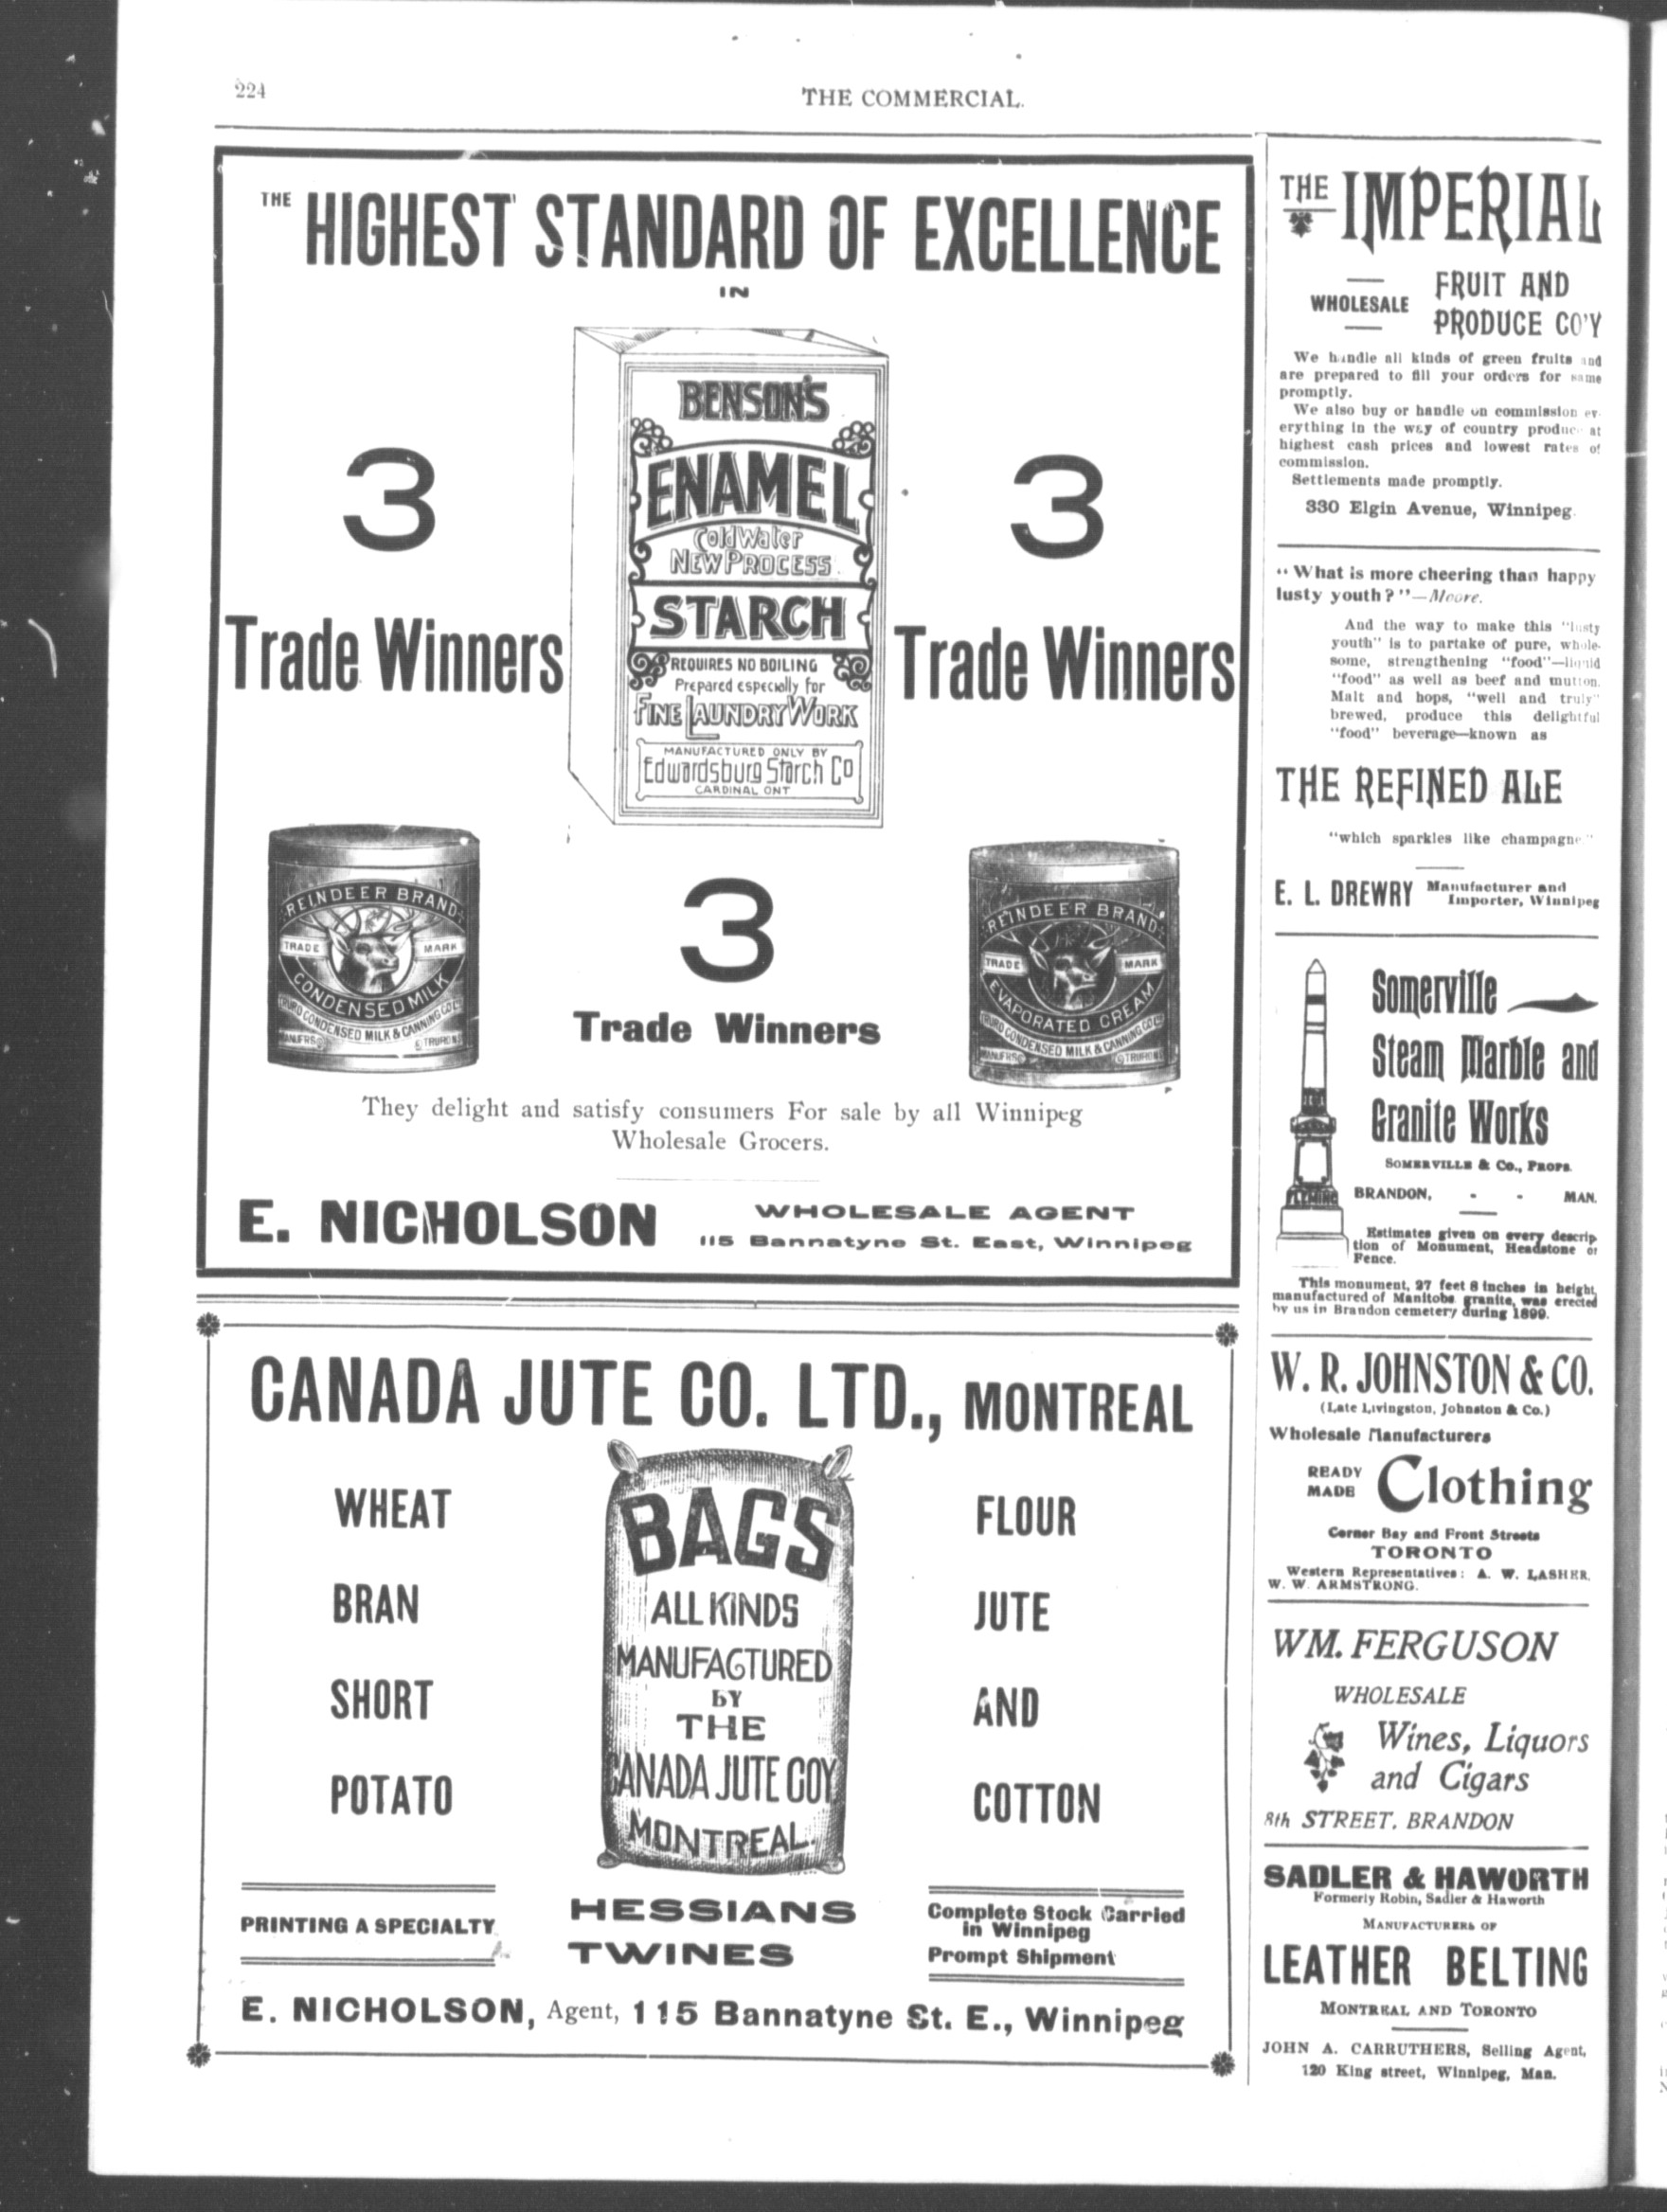 224
THE COMMERCIAL.
THE HIGHEST STANDARD OF EXCELLENCE
IN
3
Trade Winners
BENSON'S
ENAMEL
Cold Water
NEW PROCESS
STARCH
REQUIRES NO BOILING
Prepared especially for
FINE LAUNDRY WORK
MANUFACTURED ONLY BY
Edwardsburg Starch Co
CARDINAL ONT
3
Trade Winners
REINDEER BRAND
TRADE MARK
CONDENSED MILK
TRURO CONDENSED MILK & CANNING CO LD
MANUFRS TRURO N.S
3
Trade Winners
REINDEER BRAND
TRADE MARK
EVAPORATED CREAM
TRURO CONDENSED MILK & CANNING CO LD
MANUFRS TRURO N.S
They delight and satisfy consumers For sale by all Winnipeg
Wholesale Grocers.
E. NICHOLSON
WHOLESALE AGENT
115 Bannatyne St. East, Winnipeg
CANADA JUTE CO. LTD., MONTREAL
WHEAT
BRAN
SHORT
POTATO
BAGS
ALL KINDS
MANUFACTURED
BY
THE
CANADA JUTE COY
MONTREAL.
FLOUR
JUTE
AND
COTTON
PRINTING A SPECIALTY
HESSIANS
TWINES
Complete Stock Carried
in Winnipeg
Prompt Shipment
E. NICHOLSON, Agent, 115 Bannatyne St. E., Winnipeg
THE IMPERIAL
WHOLESALE
FRUIT AND
PRODUCE CO'Y
We handle all kinds of green fruits and
are prepared to fill your orders for same
promptly.
We also buy or handle on commission ev-
erything in the way of country produce at
highest cash prices and lowest rates of
commission.
Settlements made promptly.
330 Elgin Avenue, Winnipeg.
"What is more cheering than happy
lusty youth?"—Moore.
And the way to make this "lusty
youth" is to partake of pure, whole-
some, strengthening "food"—liquid
"food" as well as beef and mutton.
Malt and hops, "well and truly"
brewed, produce this delightful
"food" beverage—known as
THE REFINED ALE
"which sparkles like champagne"
E. L. DREWRY Manufacturer and
Importer, Winnipeg
Somerville
Steam Marble and
Granite Works
SOMERVILLE & CO., PROPS.
BRANDON, - - MAN.
FLEMING
Estimates given on every descrip
tion of Monument, Headstone or
Fence.
This monument, 27 feet 8 inches in height,
manufactured of Manitoba granite, was erected
by us in Brandon cemetery during 1899.
W. R. JOHNSTON & CO.
(Late Livingston, Johnston & Co.)
Wholesale Manufacturers
READY
MADE
Clothing
Corner Bay and Front Streets
TORONTO
Western Representatives: A. W. LASHER,
W. W. ARMSTRONG.
WM. FERGUSON
WHOLESALE
Wines, Liquors
and Cigars
8th STREET, BRANDON
SADLER & HAWORTH
Formerly Robin, Sadler & Haworth
MANUFACTURERS OF
LEATHER BELTING
MONTREAL AND TORONTO
JOHN A. CARRUTHERS, Selling Agent,
120 King street, Winnipeg, Man.